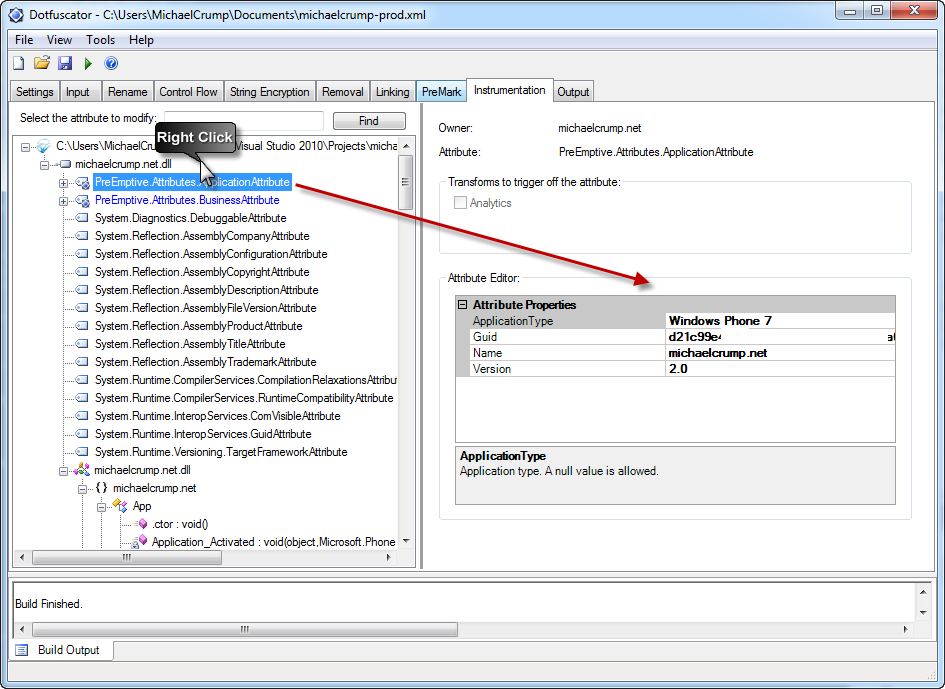 Dotfuscator - C:\Users\MichaelCrump\Documents\michaelcrump-prod.xml
File View Tools Help
Settings Input Rename Control Flow String Encryption Removal Linking PreMark Instrumentation Output
Select the attribute to modify:
Find
Right Click
C:\Users\MichaelCru isual Studio 2010\Projects\micha
michaelcrump.net.dll
PreEmptive.Attributes.ApplicationAttribute
PreEmptive.Attributes.BusinessAttribute
System.Diagnostics.DebuggableAttribute
System.Reflection.AssemblyCompanyAttribute
System.Reflection.AssemblyConfigurationAttribute
System.Reflection.AssemblyCopyrightAttribute
System.Reflection.AssemblyDescriptionAttribute
System.Reflection.AssemblyFileVersionAttribute
System.Reflection.AssemblyProductAttribute
System.Reflection.AssemblyTitleAttribute
System.Reflection.AssemblyTrademarkAttribute
System.Runtime.CompilerServices.CompilationRelaxationsAttribu
System.Runtime.CompilerServices.RuntimeCompatibilityAttribute
System.Runtime.InteropServices.ComVisibleAttribute
System.Runtime.InteropServices.GuidAttribute
System.Runtime.Versioning.TargetFrameworkAttribute
michaelcrump.net.dll
{} michaelcrump.net
App
.ctor : void()
Application_Activated : void(object,Microsoft.Phone
Owner: michaelcrump.net
Attribute: PreEmptive.Attributes.ApplicationAttribute
Transforms to trigger off the attribute:
Analytics
Attribute Editor:
Attribute Properties
ApplicationType Windows Phone 7
Guid d21c99e4
Name michaelcrump.net
Version 2.0
ApplicationType
Application type. A null value is allowed.
Build Finished.
Build Output